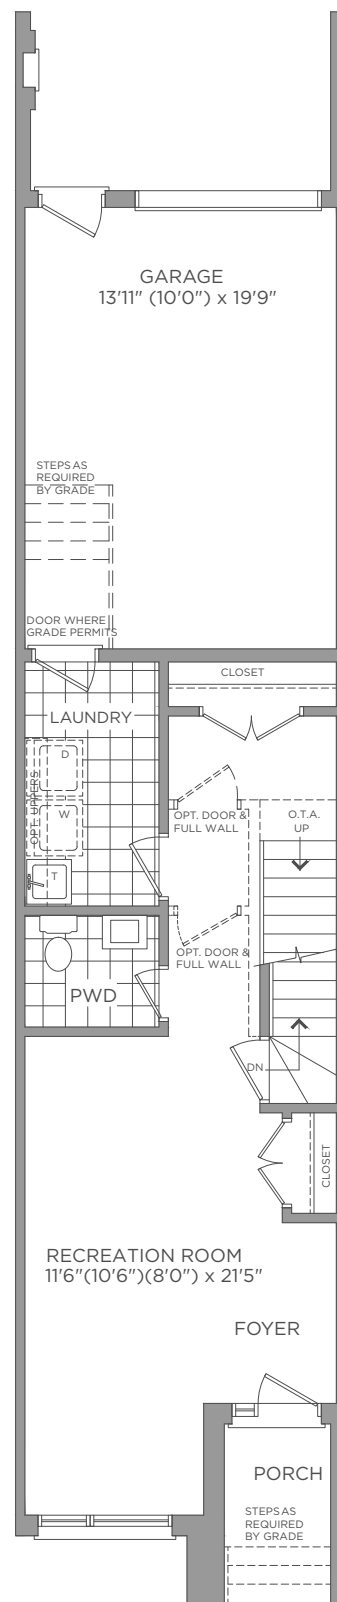 GARAGE
13'11" (10'0") x 19'9"
STEPS AS
REQUIRED
BY GRADE
DOOR WHERE
GRADE PERMITS
CLOSET
LAUNDRY
D
OPT. UPPERS
W
OPT. DOOR &
FULL WALL
O.T.A.
UP
T
OPT. DOOR &
FULL WALL
PWD
DN
CLOSET
RECREATION ROOM
11'6"(10'6")(8'0") x 21'5"
FOYER
PORCH
STEPS AS
REQUIRED
BY GRADE